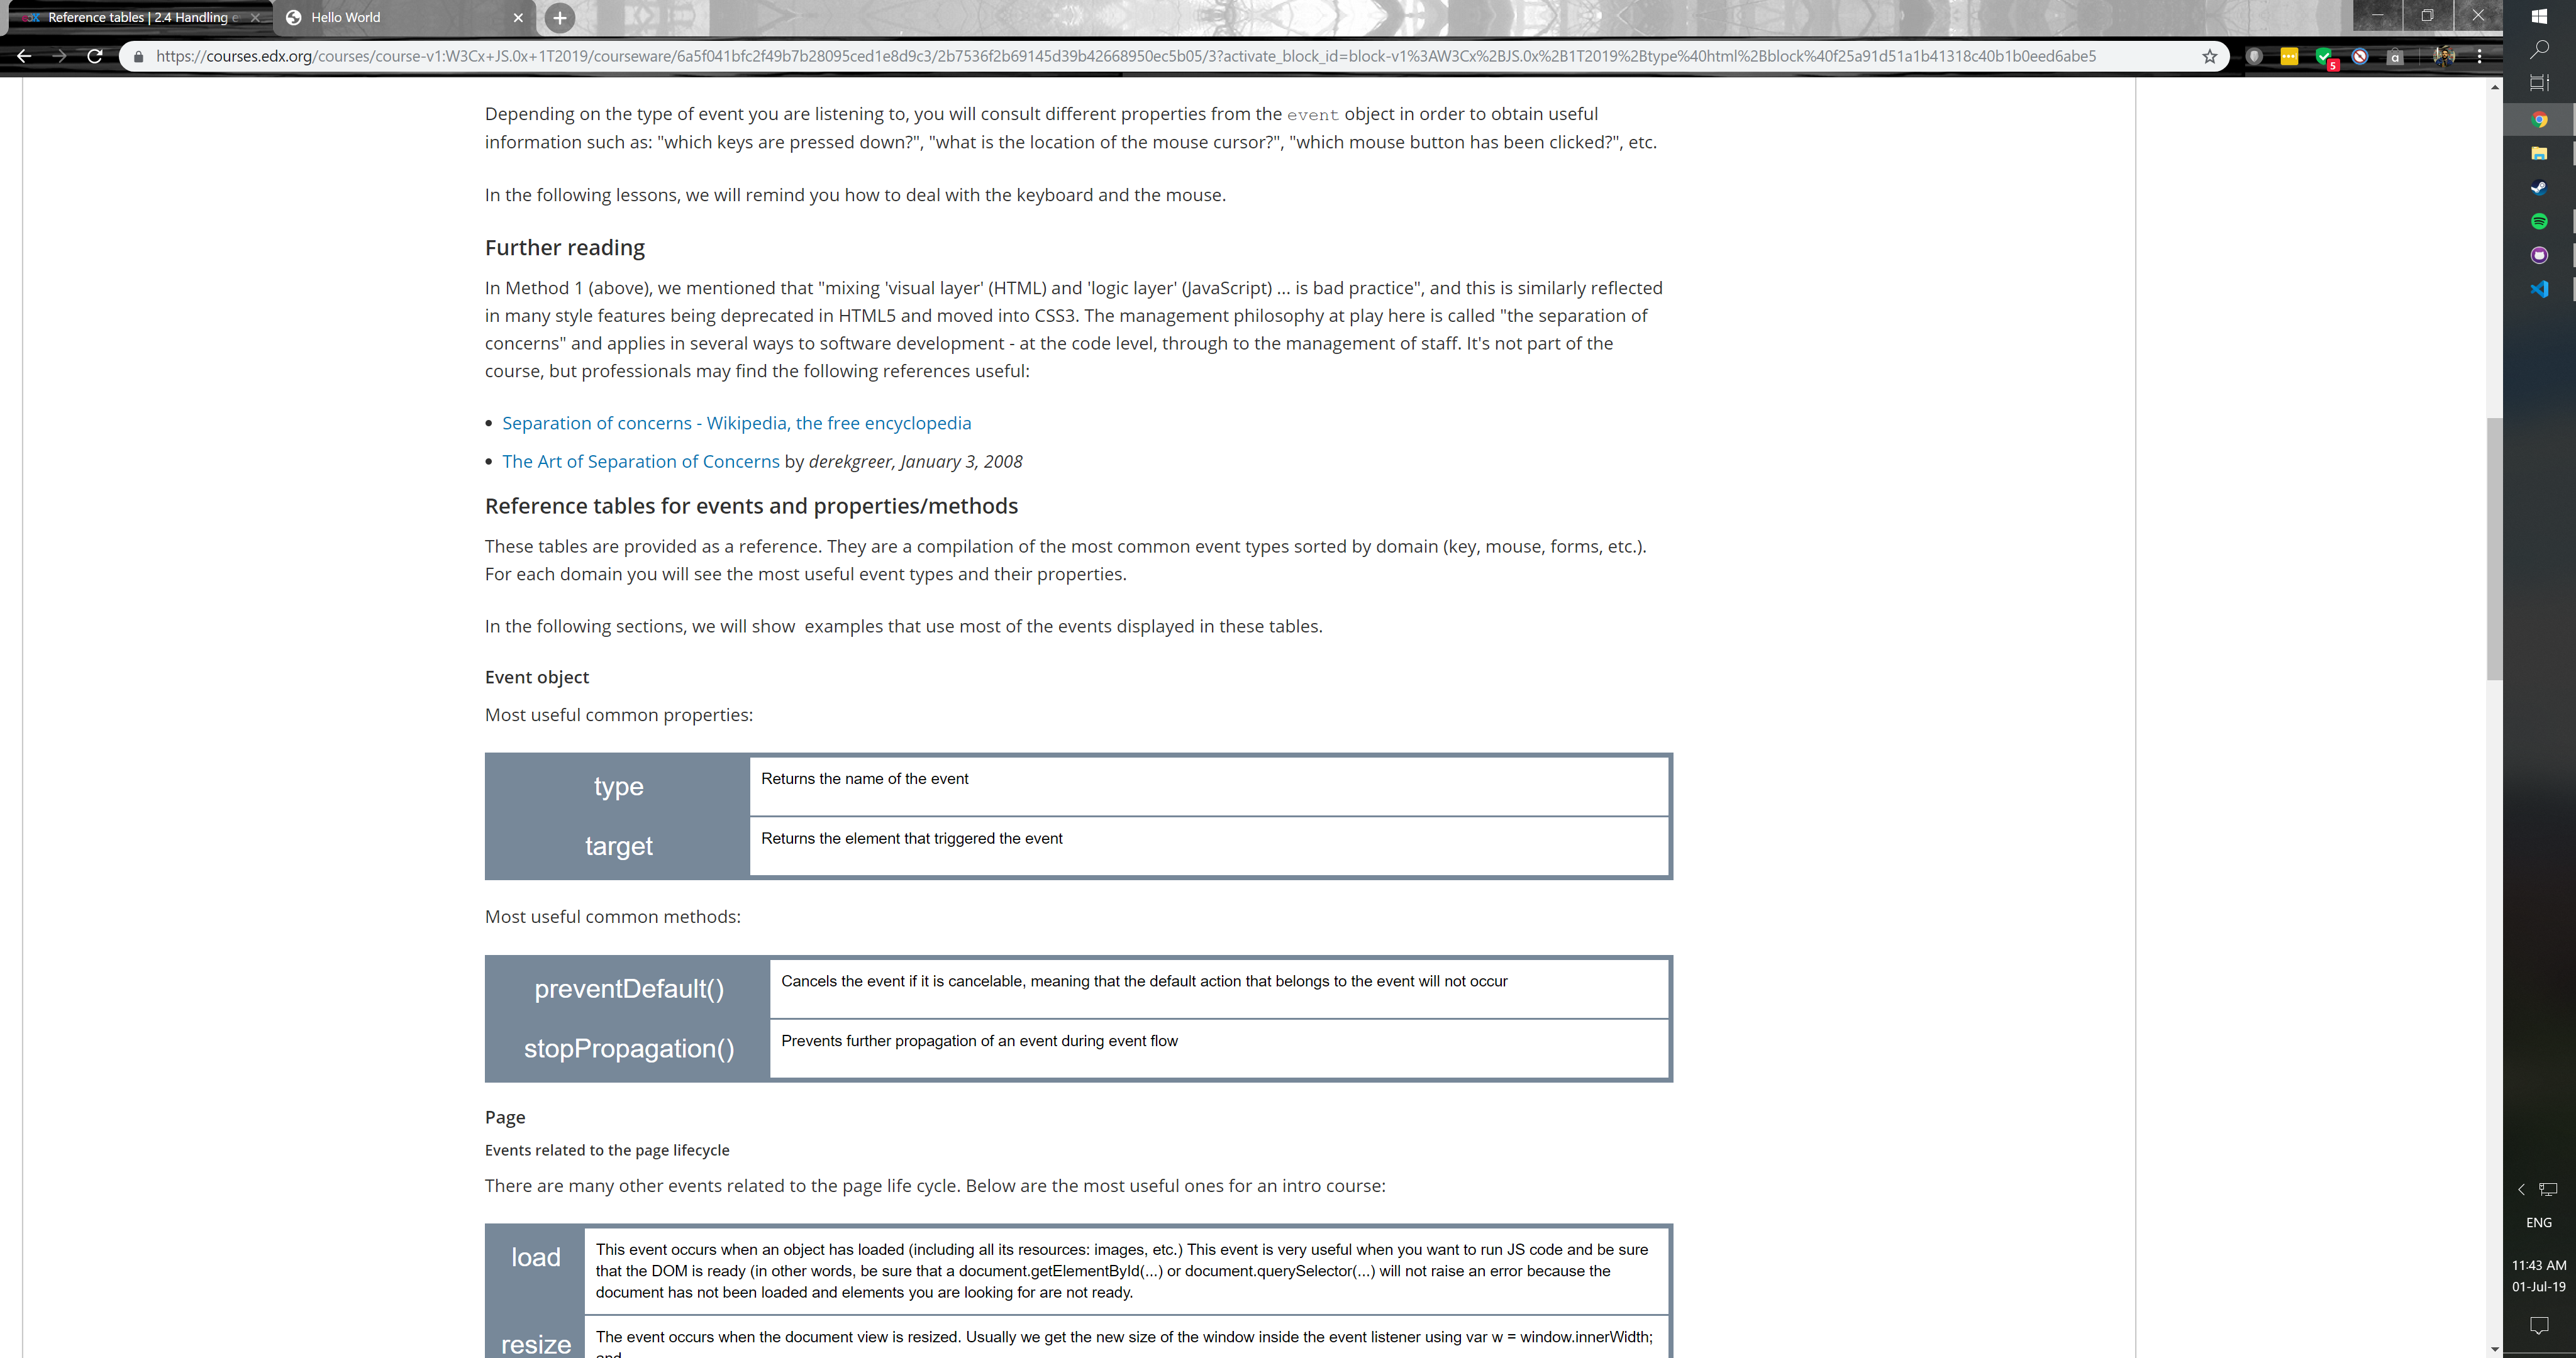 Reference tables | 2.4 Handling e
Hello World
https://courses.edx.org/courses/course-v1:W3Cx+JS.0x+1T2019/courseware/6a5f041bfc2f49b7b28095ced1e8d9c3/2b7536f2b69145d39b42668950ec5b05/3?activate_block_id=block-v1%3AW3Cx%2BJS.0x%2B1T2019%2Btype%40html%2Bblock%40f25a91d51a1b41318c40b1b0eed6abe5
5
Depending on the type of event you are listening to, you will consult different properties from the event object in order to obtain useful
information such as: "which keys are pressed down?", "what is the location of the mouse cursor?", "which mouse button has been clicked?", etc.
In the following lessons, we will remind you how to deal with the keyboard and the mouse.
Further reading
In Method 1 (above), we mentioned that "mixing 'visual layer' (HTML) and 'logic layer' (JavaScript) ... is bad practice", and this is similarly reflected
in many style features being deprecated in HTML5 and moved into CSS3. The management philosophy at play here is called "the separation of
concerns" and applies in several ways to software development - at the code level, through to the management of staff. It's not part of the
course, but professionals may find the following references useful:
• Separation of concerns - Wikipedia, the free encyclopedia
• The Art of Separation of Concerns by derekgreer, January 3, 2008
Reference tables for events and properties/methods
These tables are provided as a reference. They are a compilation of the most common event types sorted by domain (key, mouse, forms, etc.).
For each domain you will see the most useful event types and their properties.
In the following sections, we will show  examples that use most of the events displayed in these tables.
Event object
Most useful common properties:
type
Returns the name of the event
target
Returns the element that triggered the event
Most useful common methods:
preventDefault()
Cancels the event if it is cancelable, meaning that the default action that belongs to the event will not occur
stopPropagation()
Prevents further propagation of an event during event flow
Page
Events related to the page lifecycle
There are many other events related to the page life cycle. Below are the most useful ones for an intro course:
load
This event occurs when an object has loaded (including all its resources: images, etc.) This event is very useful when you want to run JS code and be sure
that the DOM is ready (in other words, be sure that a document.getElementById(...) or document.querySelector(...) will not raise an error because the
document has not been loaded and elements you are looking for are not ready.
resize
The event occurs when the document view is resized. Usually we get the new size of the window inside the event listener using var w = window.innerWidth;
and
ENG
11:43 AM
01-Jul-19